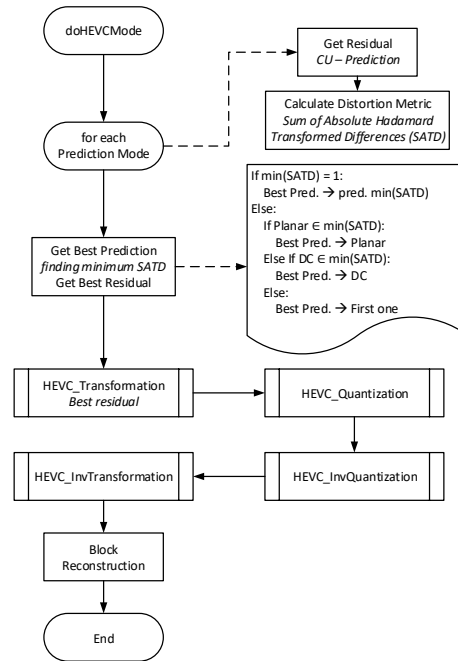 doHEVCMode
Get Residual
CU – Prediction
Calculate Distortion Metric
Sum of Absolute Hadamard
Transformed Differences (SATD)
for each
Prediction Mode
If min(SATD) = 1:
Best Pred. → pred. min(SATD)
Else:
If Planar ∈ min(SATD):
Best Pred. → Planar
Else If DC ∈ min(SATD):
Best Pred. → DC
Else:
Best Pred. → First one
Get Best Prediction
finding minimum SATD
Get Best Residual
HEVC_Transformation
Best residual
HEVC_Quantization
HEVC_InvTransformation
HEVC_InvQuantization
Block
Reconstruction
End